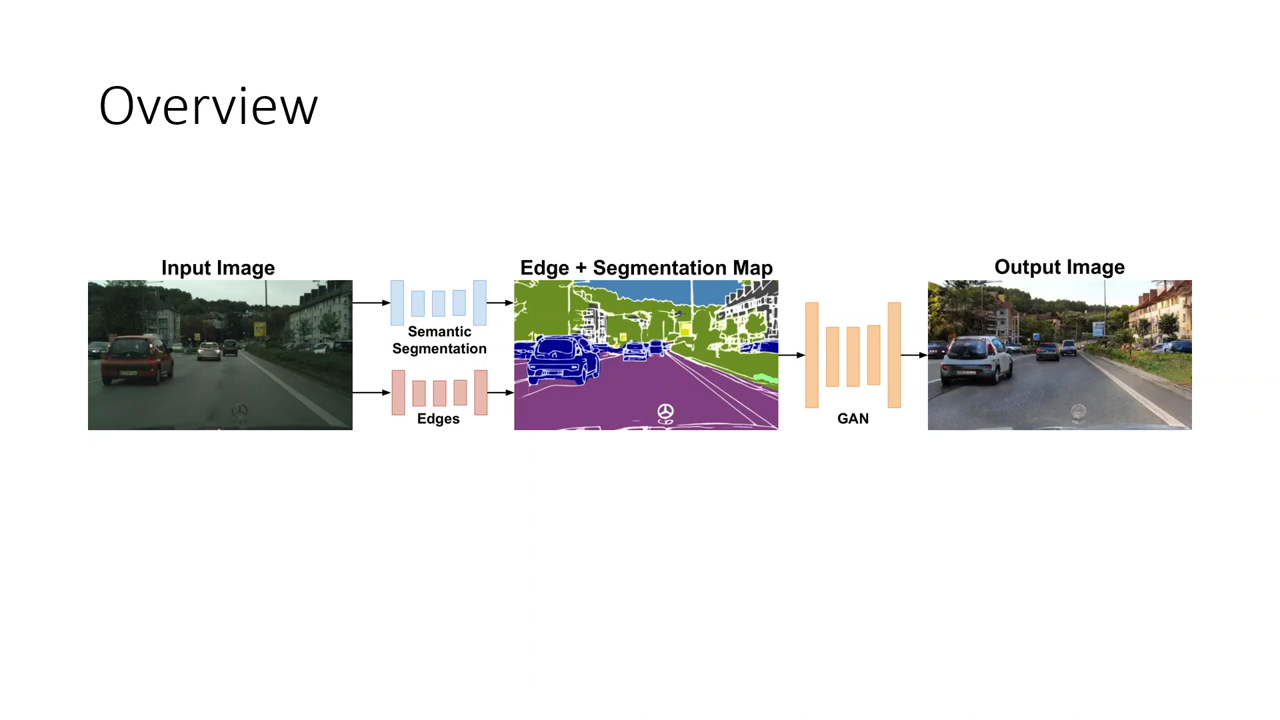 Overview
Input Image
Semantic
Segmentation
Edges
Edge + Segmentation Map
GAN
Output Image